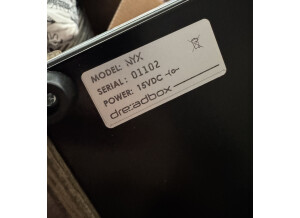 MODEL: NYX
SERIAL: 01102
POWER: 15VDC
dreadbox